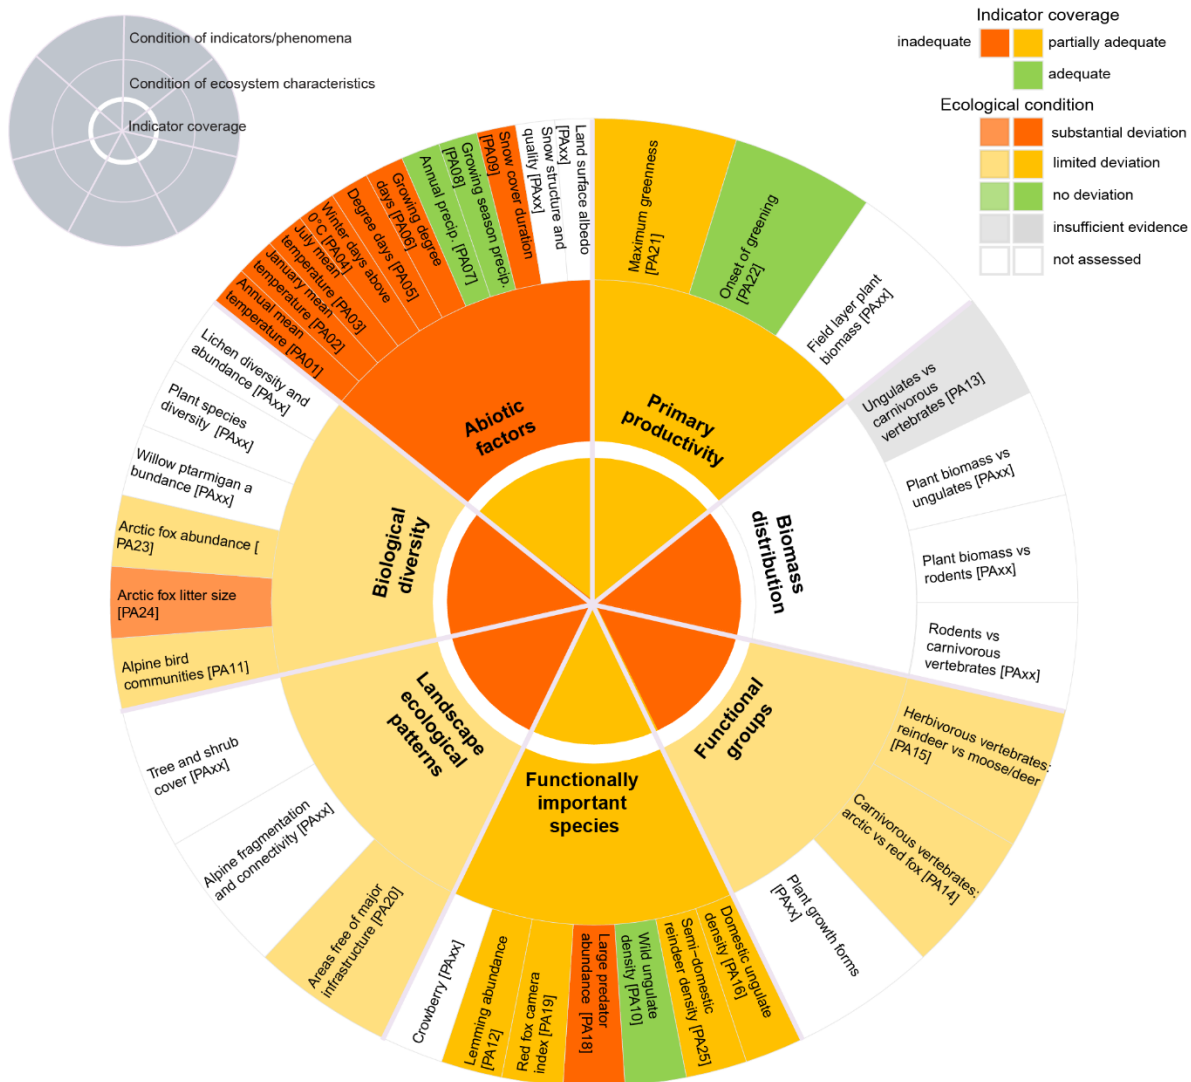 Condition of indicators/phenomena
Condition of ecosystem characteristics
Indicator coverage
Indicator coverage
inadequate
partially adequate
adequate
Ecological condition
substantial deviation
limited deviation
no deviation
insufficient evidence
not assessed
Abiotic
factors
Annual mean
temperature [PA01]
January mean
temperature [PA02]
July mean
temperature [PA03]
Winter days above
0°C [PA04]
Degree days [PA05]
Growing degree
days [PA06]
Annual precip. [PA07]
Growing season precip.
[PA08]
Snow cover duration
[PA09]
Snow structure and
quality [PAxx]
Land surface albedo
[PAxx]
Primary
productivity
Maximum greenness
[PA21]
Onset of greening
[PA22]
Field layer plant
biomass [PAxx]
Biomass
distribution
Ungulates vs
carnivorous
vertebrates [PA13]
Plant biomass vs
ungulates [PAxx]
Plant biomass vs
rodents [PAxx]
Rodents vs
carnivorous
vertebrates [PAxx]
Functional
groups
Herbivorous vertebrates:
reindeer vs moose/deer
[PA15]
Carnivorous vertebrates:
arctic vs red fox [PA14]
Plant growth forms
[PAxx]
Functionally
important
species
Domestic ungulate
density [PA16]
Semi−domestic
reindeer density [PA25]
Wild ungulate
density [PA10]
Large predator
abundance [PA18]
Red fox camera
index [PA19]
Lemming abundance
[PA12]
Crowberry [PAxx]
Landscape
ecological
patterns
Areas free of major
infrastructure [PA20]
Alpine fragmentation
and connectivity [PAxx]
Tree and shrub
cover [PAxx]
Biological
diversity
Alpine bird
communities [PA11]
Arctic fox litter size
[PA24]
Arctic fox abundance [
PA23]
Willow ptarmigan a
bundance [PAxx]
Plant species
diversity [PAxx]
Lichen diversity and
abundance [PAxx]